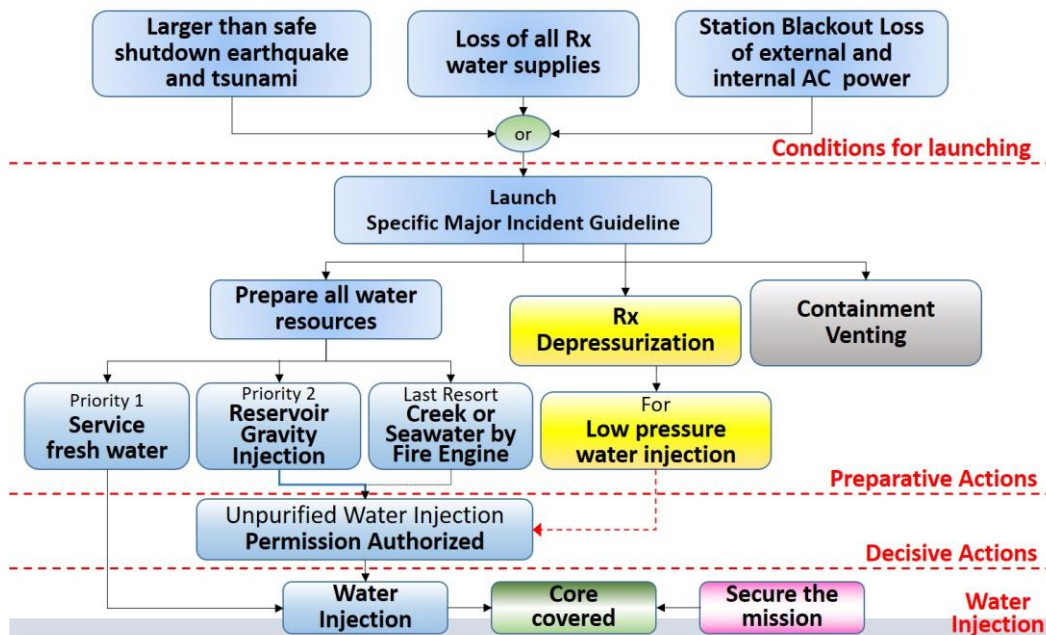 Larger than safe
shutdown earthquake
and tsunami
Loss of all Rx
water supplies
Station Blackout Loss
of external and
internal AC power
or
Conditions for launching
Launch
Specific Major Incident Guideline
Prepare all water
resources
Rx
Depressurization
Containment
Venting
Priority 1
Service
fresh water
Priority 2
Reservoir
Gravity
Injection
Last Resort
Creek or
Seawater by
Fire Engine
For
Low pressure
water injection
Preparative Actions
Unpurified Water Injection
Permission Authorized
Decisive Actions
Water
Injection
Core
covered
Secure the
mission
Water
Injection